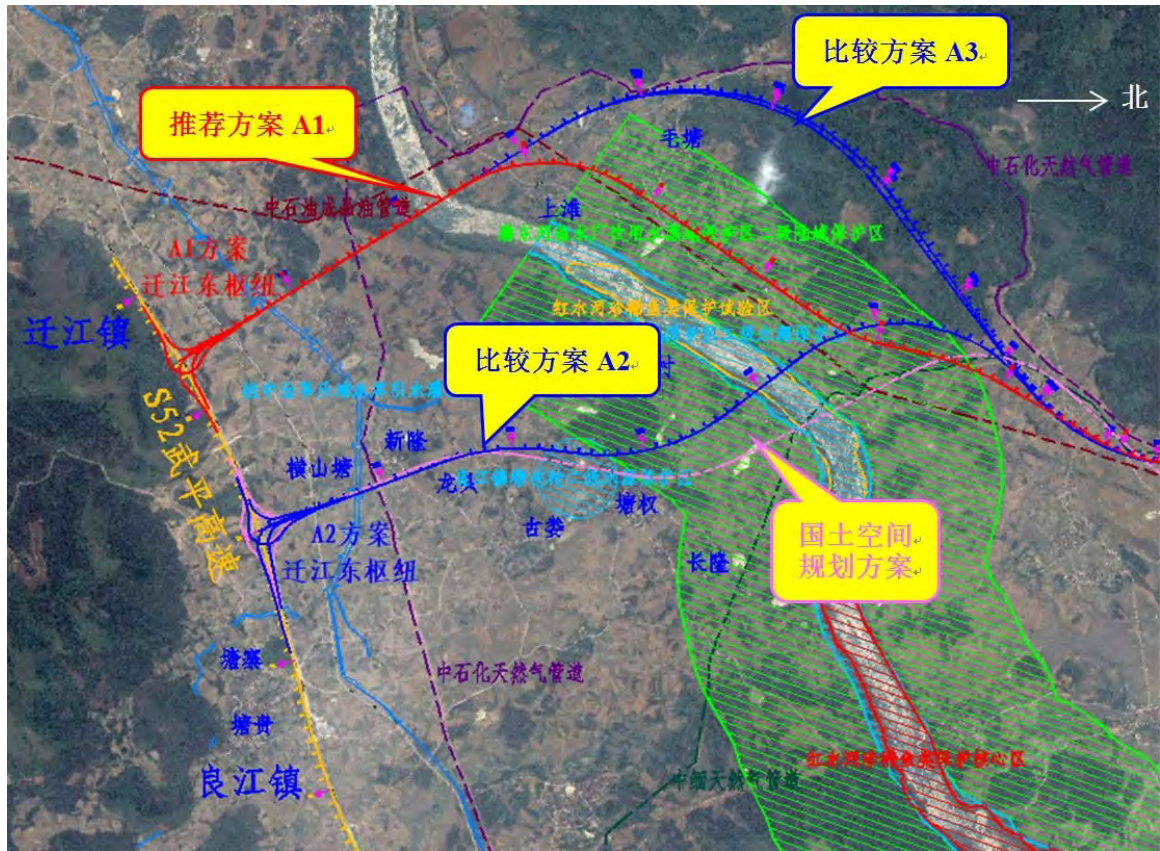 比较方案 A3
北
推荐方案 A1
毛塘
中石化天然气管道
中石油成品油管道
上滩
A1方案
迁江东枢纽
迁江镇
红水河珍稀鱼类保护试验区
比较方案 A2
S52武平高速
新隆
横山塘
龙头
塘权
古娄
A2方案
迁江东枢纽
国土空间
规划方案
长隆
塘寨
中石化天然气管道
塘贵
良江镇
红水河珍稀鱼类保护核心区
中缅天然气管道